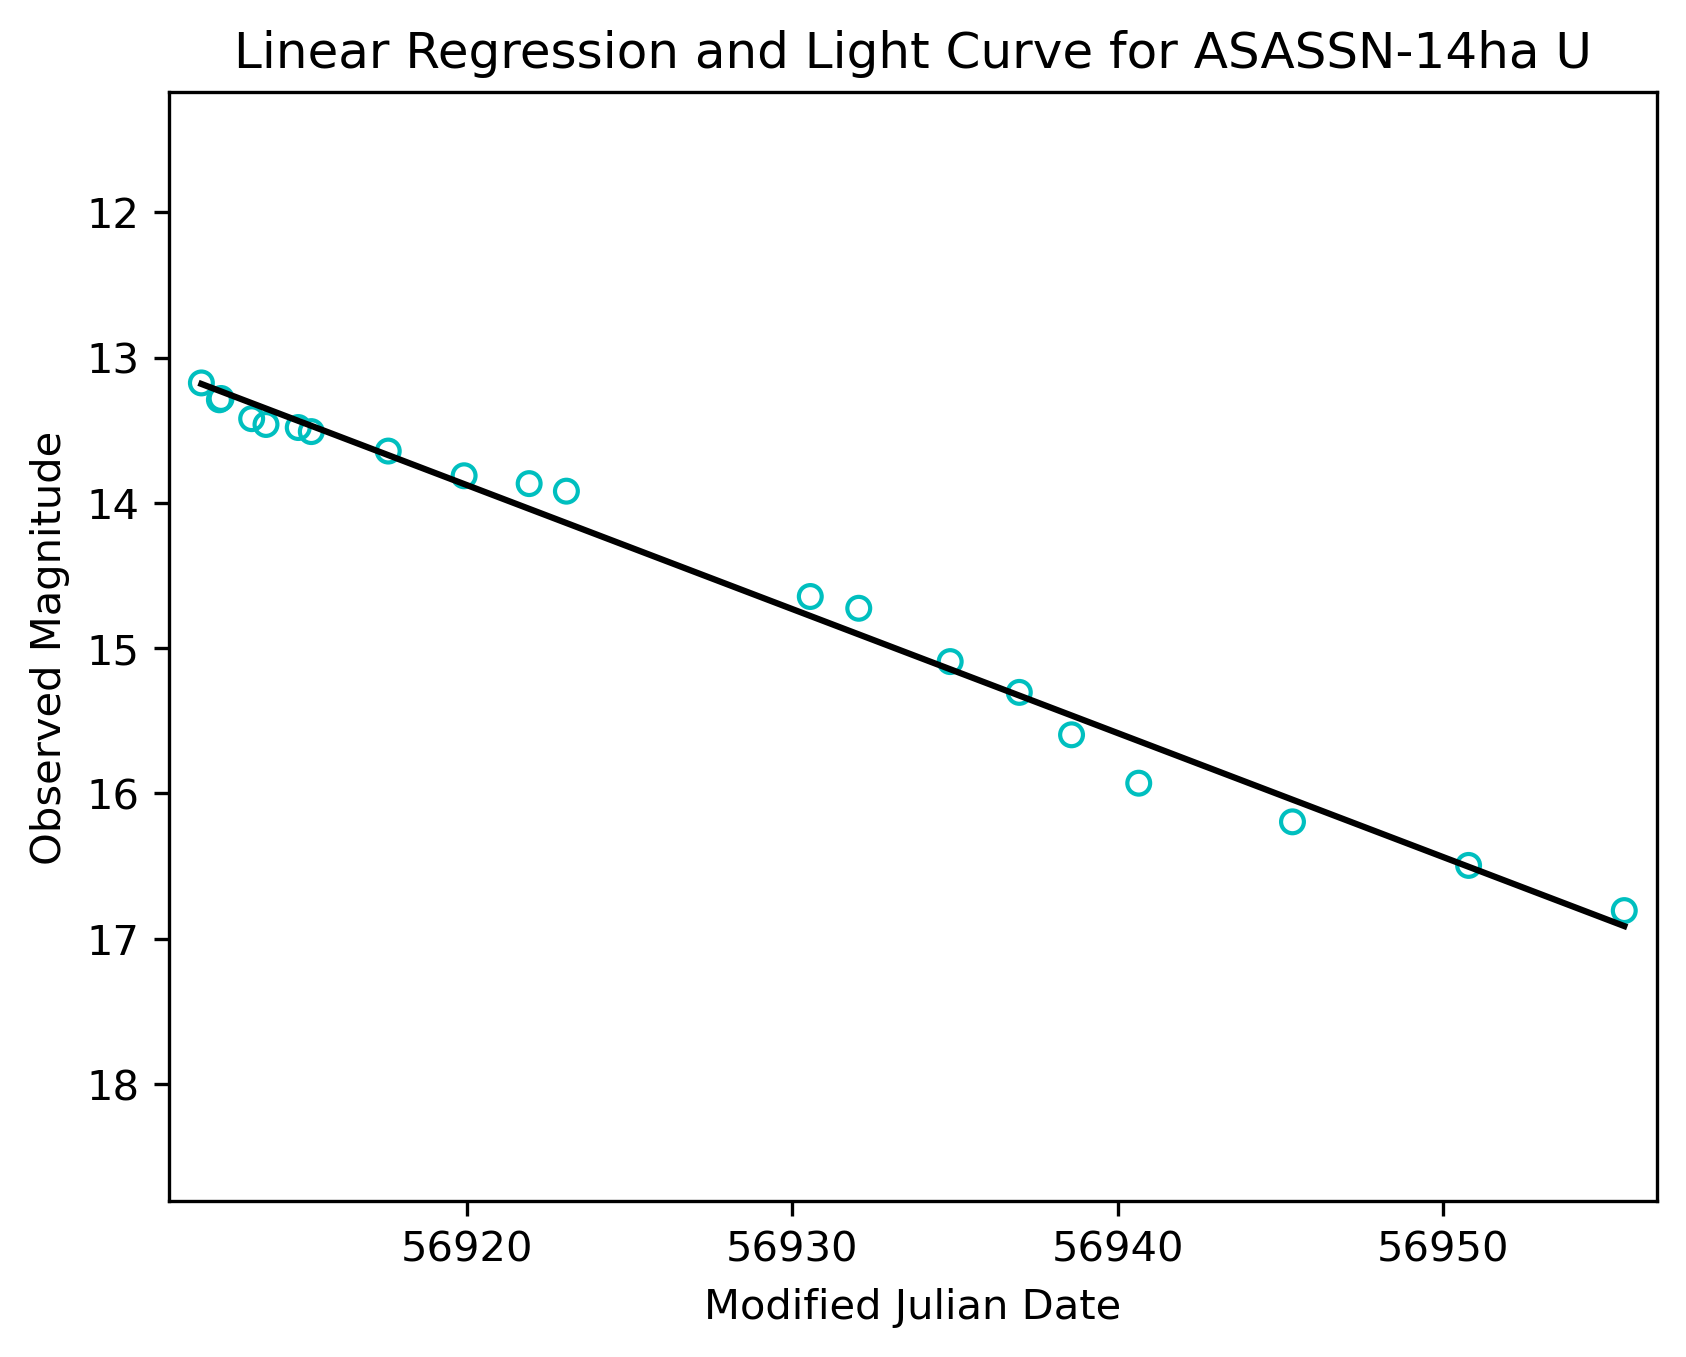 Linear Regression and Light Curve for ASASSN-14ha U
Observed Magnitude
12
13
14
15
16
17
18
56920 56930 56940 56950
Modified Julian Date